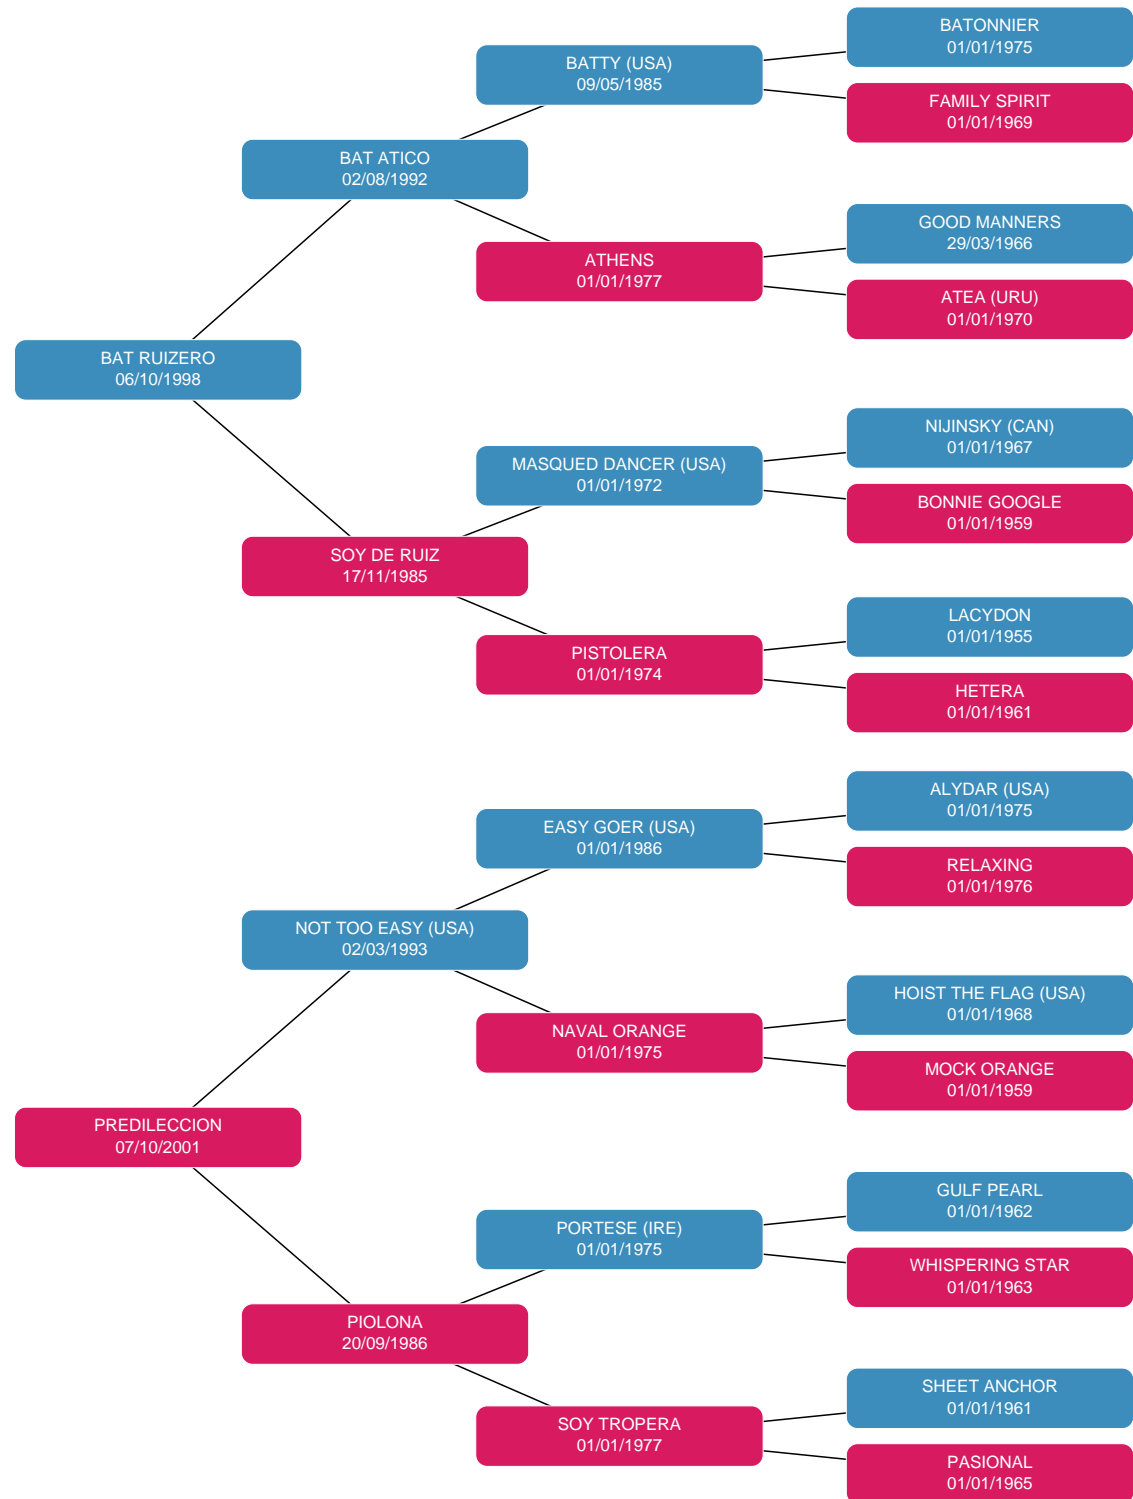 BATONNIER
01/01/1975
BATTY (USA)
09/05/1985
FAMILY SPIRIT
01/01/1969
BAT ATICO
02/08/1992
GOOD MANNERS
29/03/1966
ATHENS
01/01/1977
ATEA (URU)
01/01/1970
BAT RUIZERO
06/10/1998
NIJINSKY (CAN)
01/01/1967
MASQUED DANCER (USA)
01/01/1972
BONNIE GOOGLE
01/01/1959
SOY DE RUIZ
17/11/1985
LACYDON
01/01/1955
PISTOLERA
01/01/1974
HETERA
01/01/1961
ALYDAR (USA)
01/01/1975
EASY GOER (USA)
01/01/1986
RELAXING
01/01/1976
NOT TOO EASY (USA)
02/03/1993
HOIST THE FLAG (USA)
01/01/1968
NAVAL ORANGE
01/01/1975
MOCK ORANGE
01/01/1959
PREDILECCION
07/10/2001
GULF PEARL
01/01/1962
PORTESE (IRE)
01/01/1975
WHISPERING STAR
01/01/1963
PIOLONA
20/09/1986
SHEET ANCHOR
01/01/1961
SOY TROPERA
01/01/1977
PASIONAL
01/01/1965